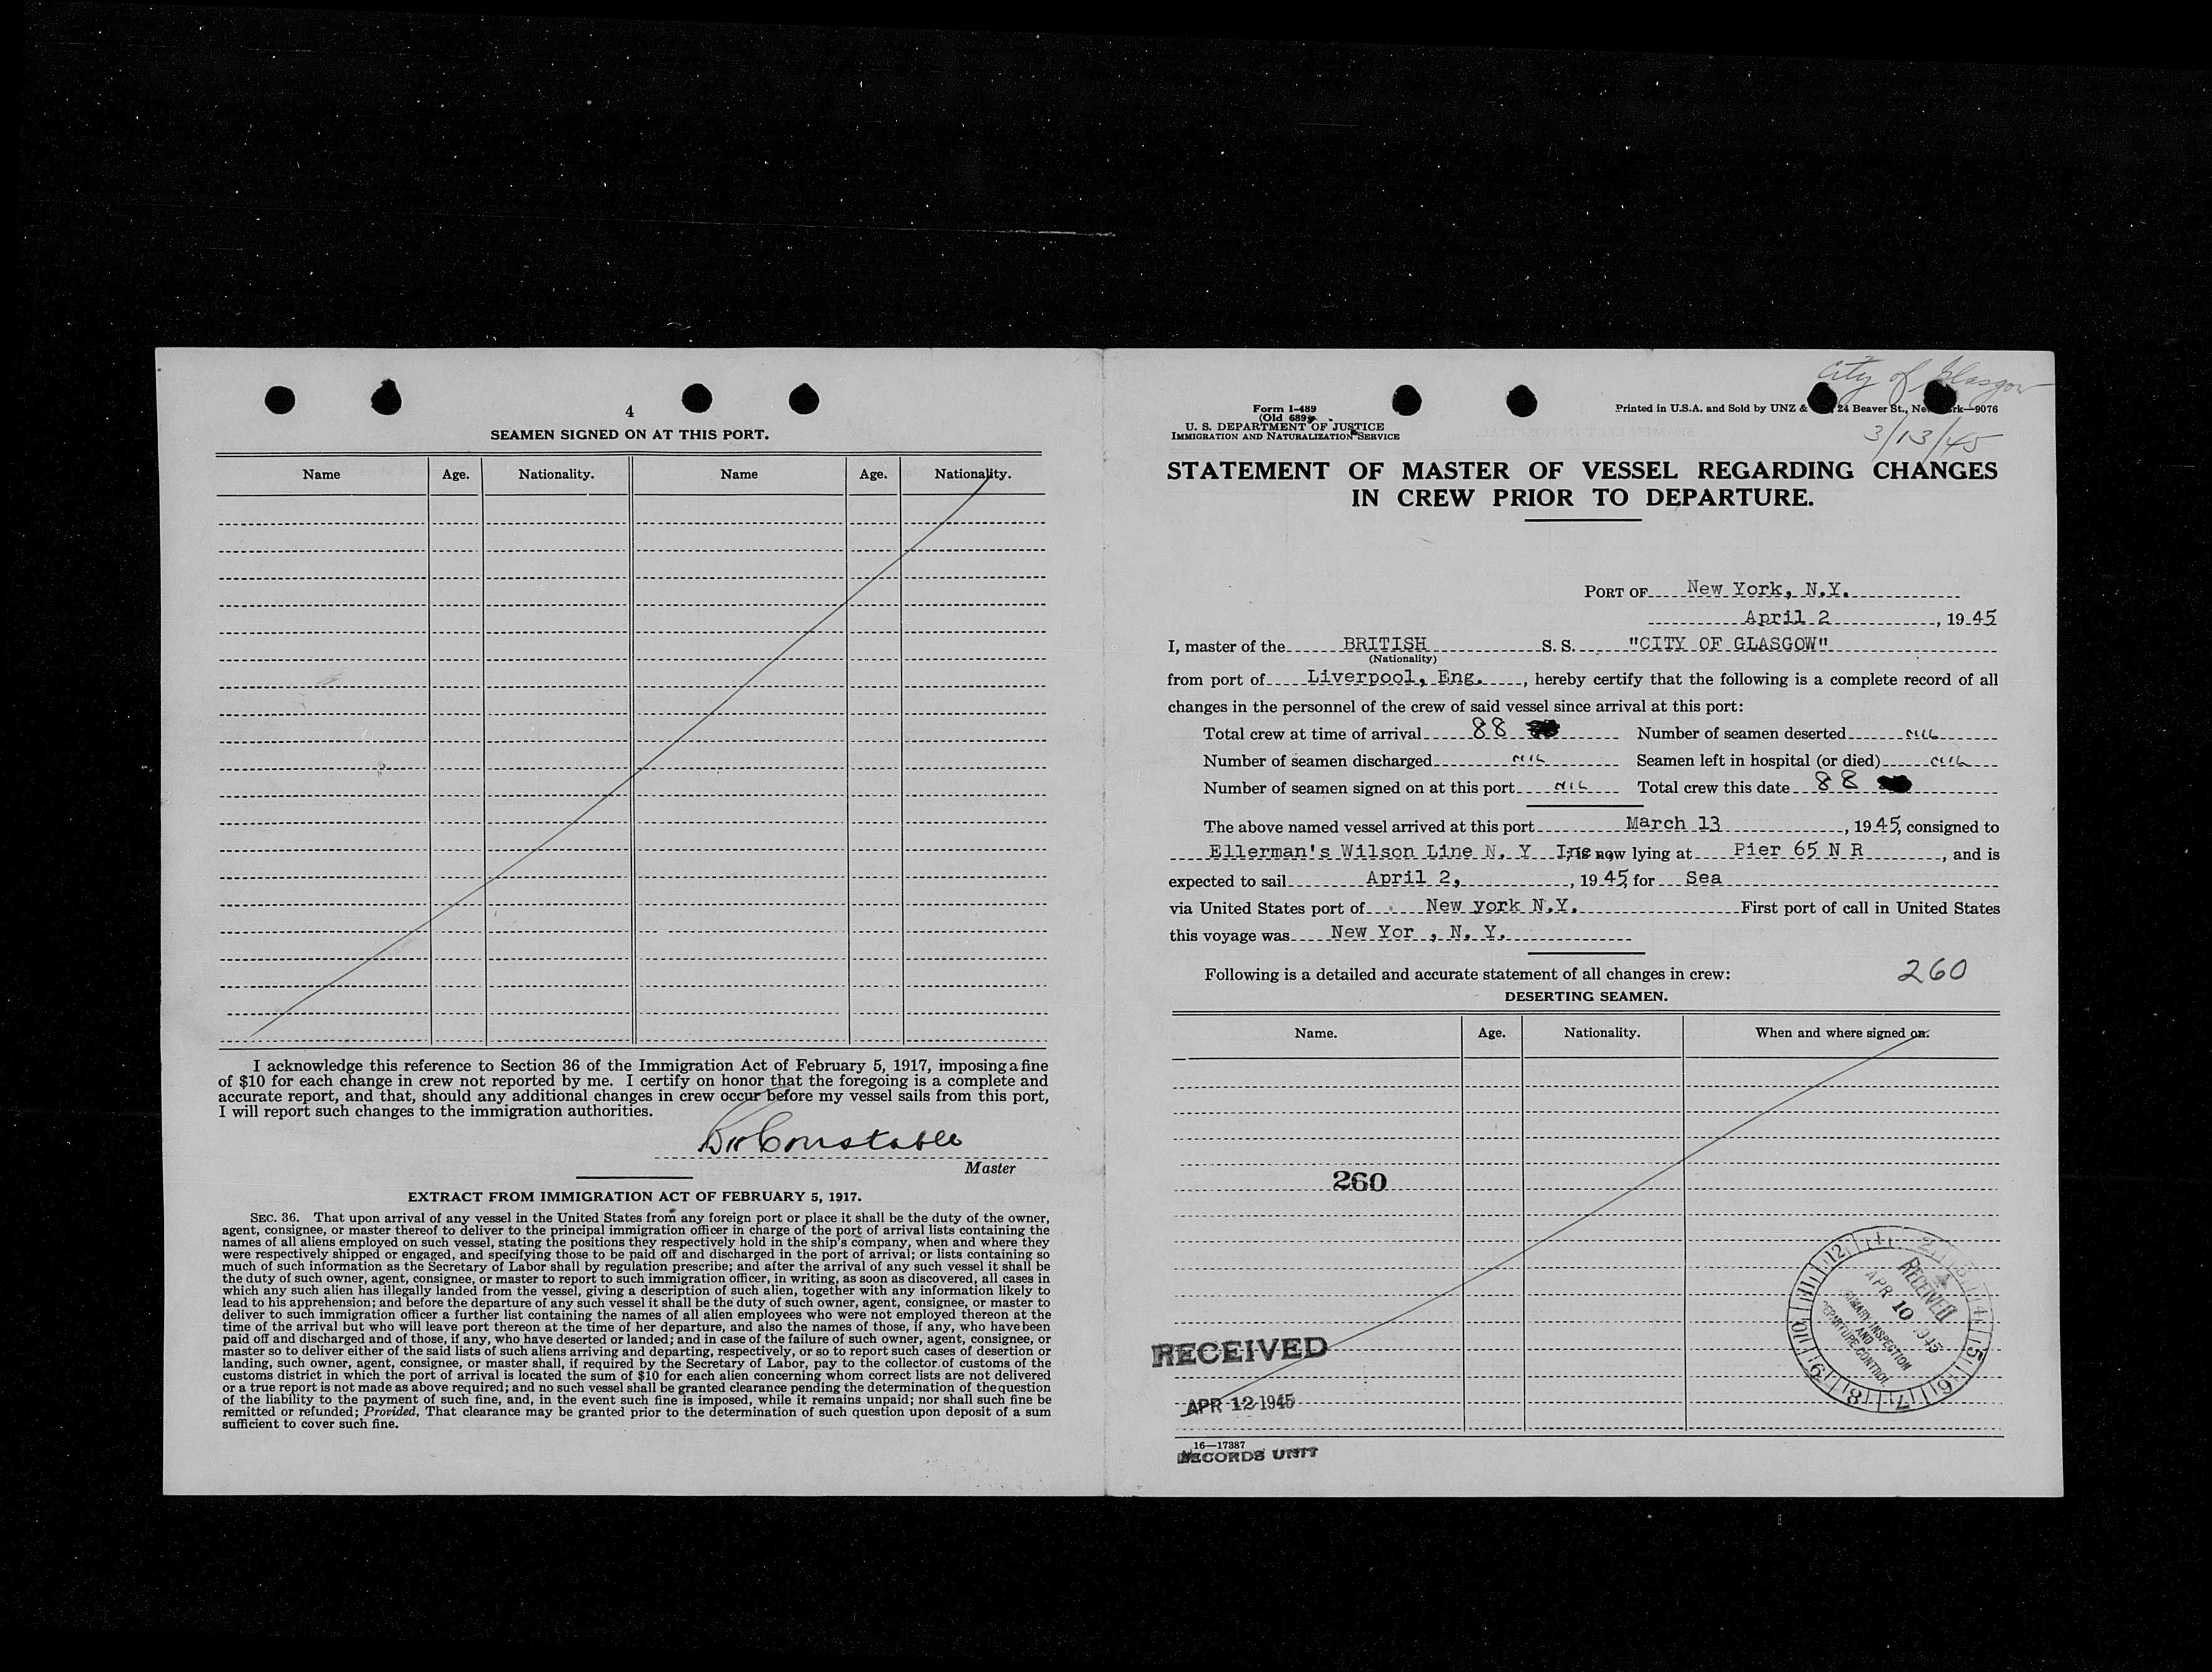 4
SEAMEN SIGNED ON AT THIS PORT.
Name Age. Nationality. Name Age. Nationality.
I acknowledge this reference to Section 36 of the Immigration Act of February 5, 1917, imposing a fine
of $10 for each change in crew not reported by me. I certify on honor that the foregoing is a complete and
accurate report, and that, should any additional changes in crew occur before my vessel sails from this port,
I will report such changes to the immigration authorities.
Constable
Master
EXTRACT FROM IMMIGRATION ACT OF FEBRUARY 5, 1917.
SEC. 36. That upon arrival of any vessel in the United States from any foreign port or place it shall be the duty of the owner,
agent, consignee, or master thereof to deliver to the principal immigration officer in charge of the port of arrival lists containing the
names of all aliens employed on such vessel, stating the positions they respectively hold in the ship's company, when and where they
were respectively shipped or engaged, and specifying those to be paid off and discharged in the port of arrival; or lists containing so
much of such information as the Secretary of Labor shall by regulation prescribe; and after the arrival of any such vessel it shall be
the duty of such owner, agent, consignee, or master to report to such immigration officer, in writing, as soon as discovered, all cases in
which any such alien has illegally landed from the vessel, giving a description of such alien, together with any information likely to
lead to his apprehension; and before the departure of any such vessel it shall be the duty of such owner, agent, consignee, or master to
deliver to such immigration officer a further list containing the names of all alien employees who were not employed thereon at the
time of the arrival but who will leave port thereon at the time of her departure, and also the names of those, if any, who have been
paid off and discharged and of those, if any, who have deserted or landed; and in case of the failure of such owner, agent, consignee, or
master so to deliver either of the said lists of such aliens arriving and departing, respectively, or so to report such cases of desertion or
landing, such owner, agent, consignee, or master shall, if required by the Secretary of Labor, pay to the collector of customs of the
customs district in which the port of arrival is located the sum of $10 for each alien concerning whom correct lists are not delivered
or a true report is not made as above required; and no such vessel shall be granted clearance pending the determination of the question
of the liability to the payment of such fine, and, in the event such fine is imposed, while it remains unpaid; nor shall such fine be
remitted or refunded; Provided, That clearance may be granted prior to the determination of such question upon deposit of a sum
sufficient to cover such fine.
City of Glasgow
3/13/45
Form I-489
(Old 689)
U. S. DEPARTMENT OF JUSTICE
IMMIGRATION AND NATURALIZATION SERVICE
Printed in U.S.A. and Sold by UNZ & 24 Beaver St., New York—9076
STATEMENT OF MASTER OF VESSEL REGARDING CHANGES
IN CREW PRIOR TO DEPARTURE.
PORT OF New York, N.Y.
April 2, 19 45
I, master of the BRITISH S. S. "CITY OF GLASGOW"
(Nationality)
from port of Liverpool, Eng., hereby certify that the following is a complete record of all
changes in the personnel of the crew of said vessel since arrival at this port:
Total crew at time of arrival 88 Number of seamen deserted NIL
Number of seamen discharged NIL Seamen left in hospital (or died) NIL
Number of seamen signed on at this port NIL Total crew this date 88
The above named vessel arrived at this port March 13, 19 45, consigned to
Ellerman's Wilson Line N. Y Inc, is now lying at Pier 65 N R, and is
expected to sail April 2, , 19 45, for Sea
via United States port of New york N.Y. First port of call in United States
this voyage was New Yor , N. Y.
Following is a detailed and accurate statement of all changes in crew: 260
DESERTING SEAMEN.
Name. Age. Nationality. When and where signed on.
260
12 1 2 3 4 5 6 7 8 9 10 11
RECEIVED
APR 10 1945
PRIMARY INSPECTION
AND
DEPARTURE CONTROL
RECEIVED
APR 12 1945
16—17387
RECORDS UNIT